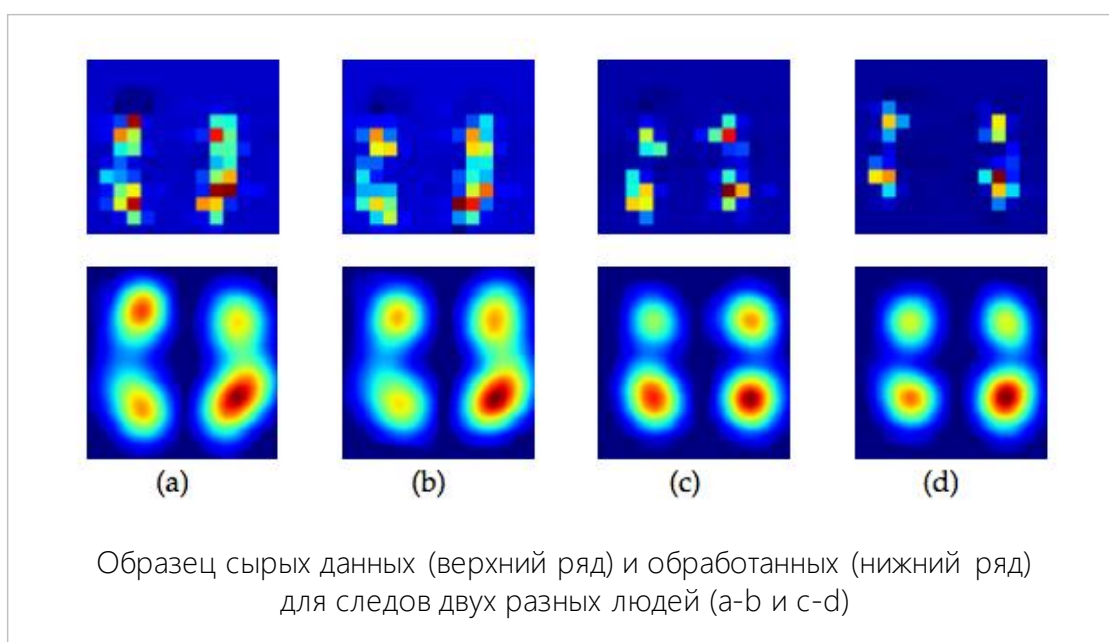 (a)
(b)
(c)
(d)
Образец сырых данных (верхний ряд) и обработанных (нижний ряд)
для следов двух разных людей (a-b и c-d)